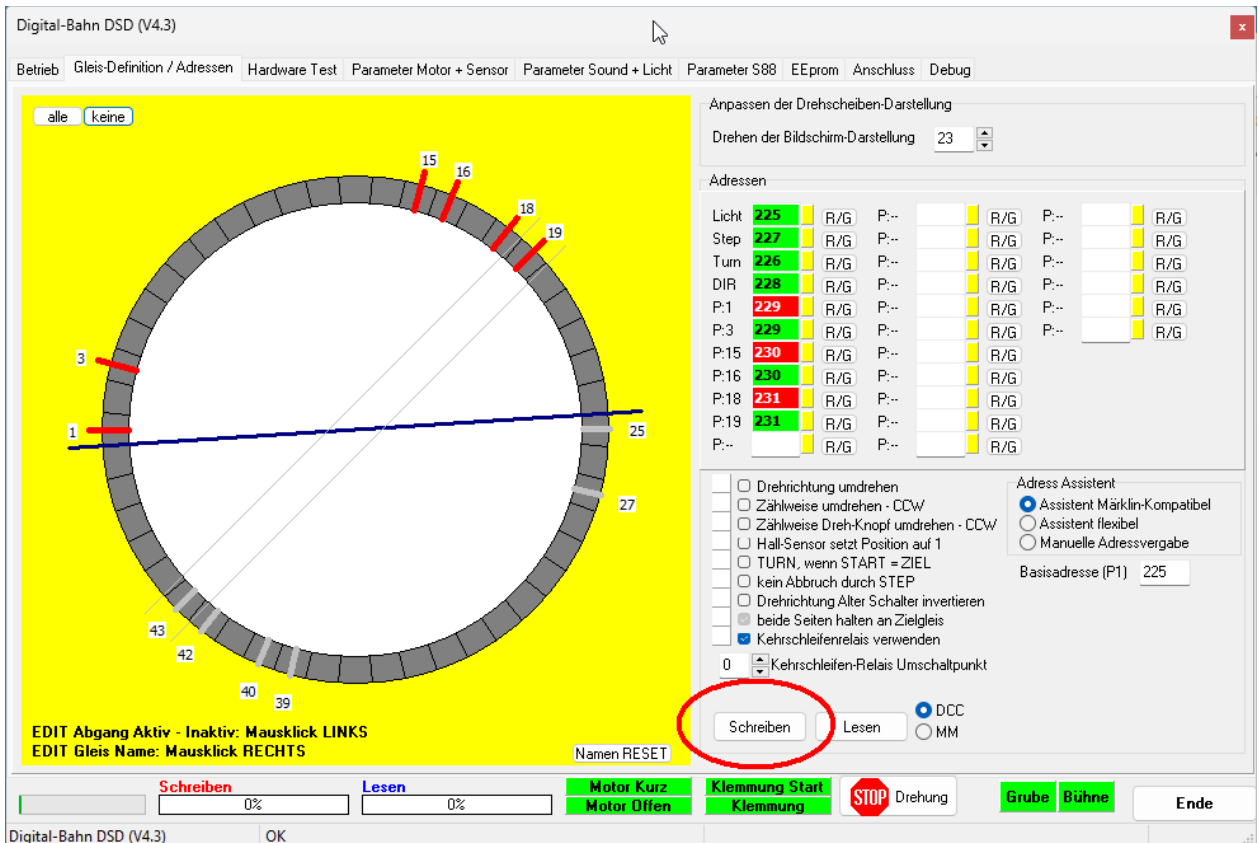 Digital-Bahn DSD (V4.3)
x
Betrieb Gleis-Definition / Adressen Hardware Test Parameter Motor + Sensor Parameter Sound + Licht Parameter S88 EEprom Anschluss Debug
alle keine
15
16
18
19
3
1
25
27
43
42
40
39
EDIT Abgang Aktiv - Inaktiv: Mausklick LINKS
EDIT Gleis Name: Mausklick RECHTS
Namen RESET
Anpassen der Drehscheiben-Darstellung
Drehen der Bildschirm-Darstellung 23
Adressen
Licht 225 R/G P:-- R/G P:-- R/G
Step 227 R/G P:-- R/G P:-- R/G
Turn 226 R/G P:-- R/G P:-- R/G
DIR 228 R/G P:-- R/G P:-- R/G
P:1 229 R/G P:-- R/G P:-- R/G
P:3 229 R/G P:-- R/G P:-- R/G
P:15 230 R/G P:-- R/G
P:16 230 R/G P:-- R/G
P:18 231 R/G P:-- R/G
P:19 231 R/G P:-- R/G
P:-- R/G P:-- R/G
Drehrichtung umdrehen
Zählweise umdrehen - CCW
Zählweise Dreh-Knopf umdrehen - CCW
Hall-Sensor setzt Position auf 1
TURN, wenn START = ZIEL
kein Abbruch durch STEP
Drehrichtung Alter Schalter invertieren
beide Seiten halten an Zielgleis
Kehrschleifenrelais verwenden
0 Kehrschleifen-Relais Umschaltpunkt
Adress Assistent
Assistent Märklin-Kompatibel
Assistent flexibel
Manuelle Adressvergabe
Basisadresse (P1) 225
Schreiben Lesen
DCC
MM
Schreiben
0%
Lesen
0%
Motor Kurz
Motor Offen
Klemmung Start
Klemmung
STOP Drehung
Grube Bühne
Ende
Digital-Bahn DSD (V4.3) OK